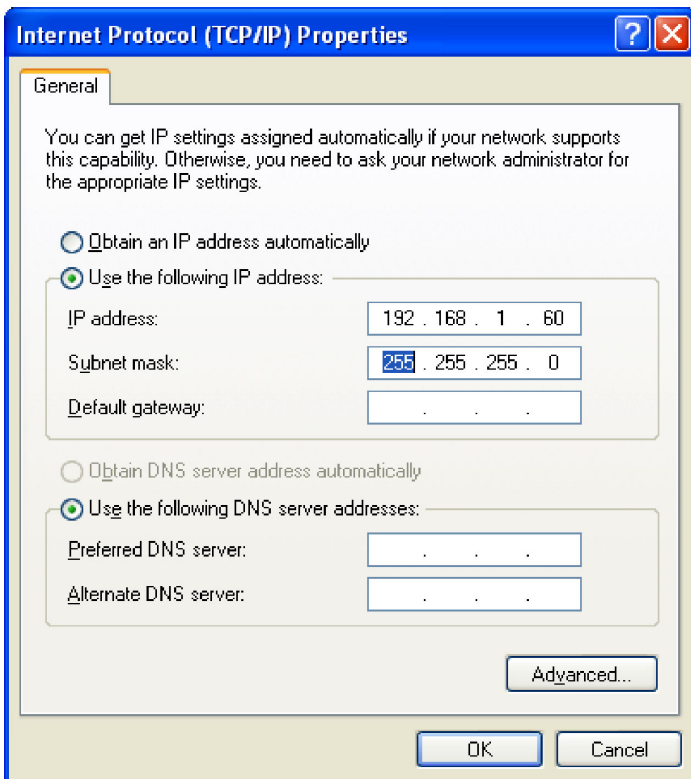 Internet Protocol (TCP/IP) Properties
General
You can get IP settings assigned automatically if your network supports
this capability. Otherwise, you need to ask your network administrator for
the appropriate IP settings.
Obtain an IP address automatically
Use the following IP address:
IP address: 192 . 168 . 1 . 60
Subnet mask: 255 . 255 . 255 . 0
Default gateway: . . .
Obtain DNS server address automatically
Use the following DNS server addresses:
Preferred DNS server: . . .
Alternate DNS server: . . .
Advanced...
OK Cancel